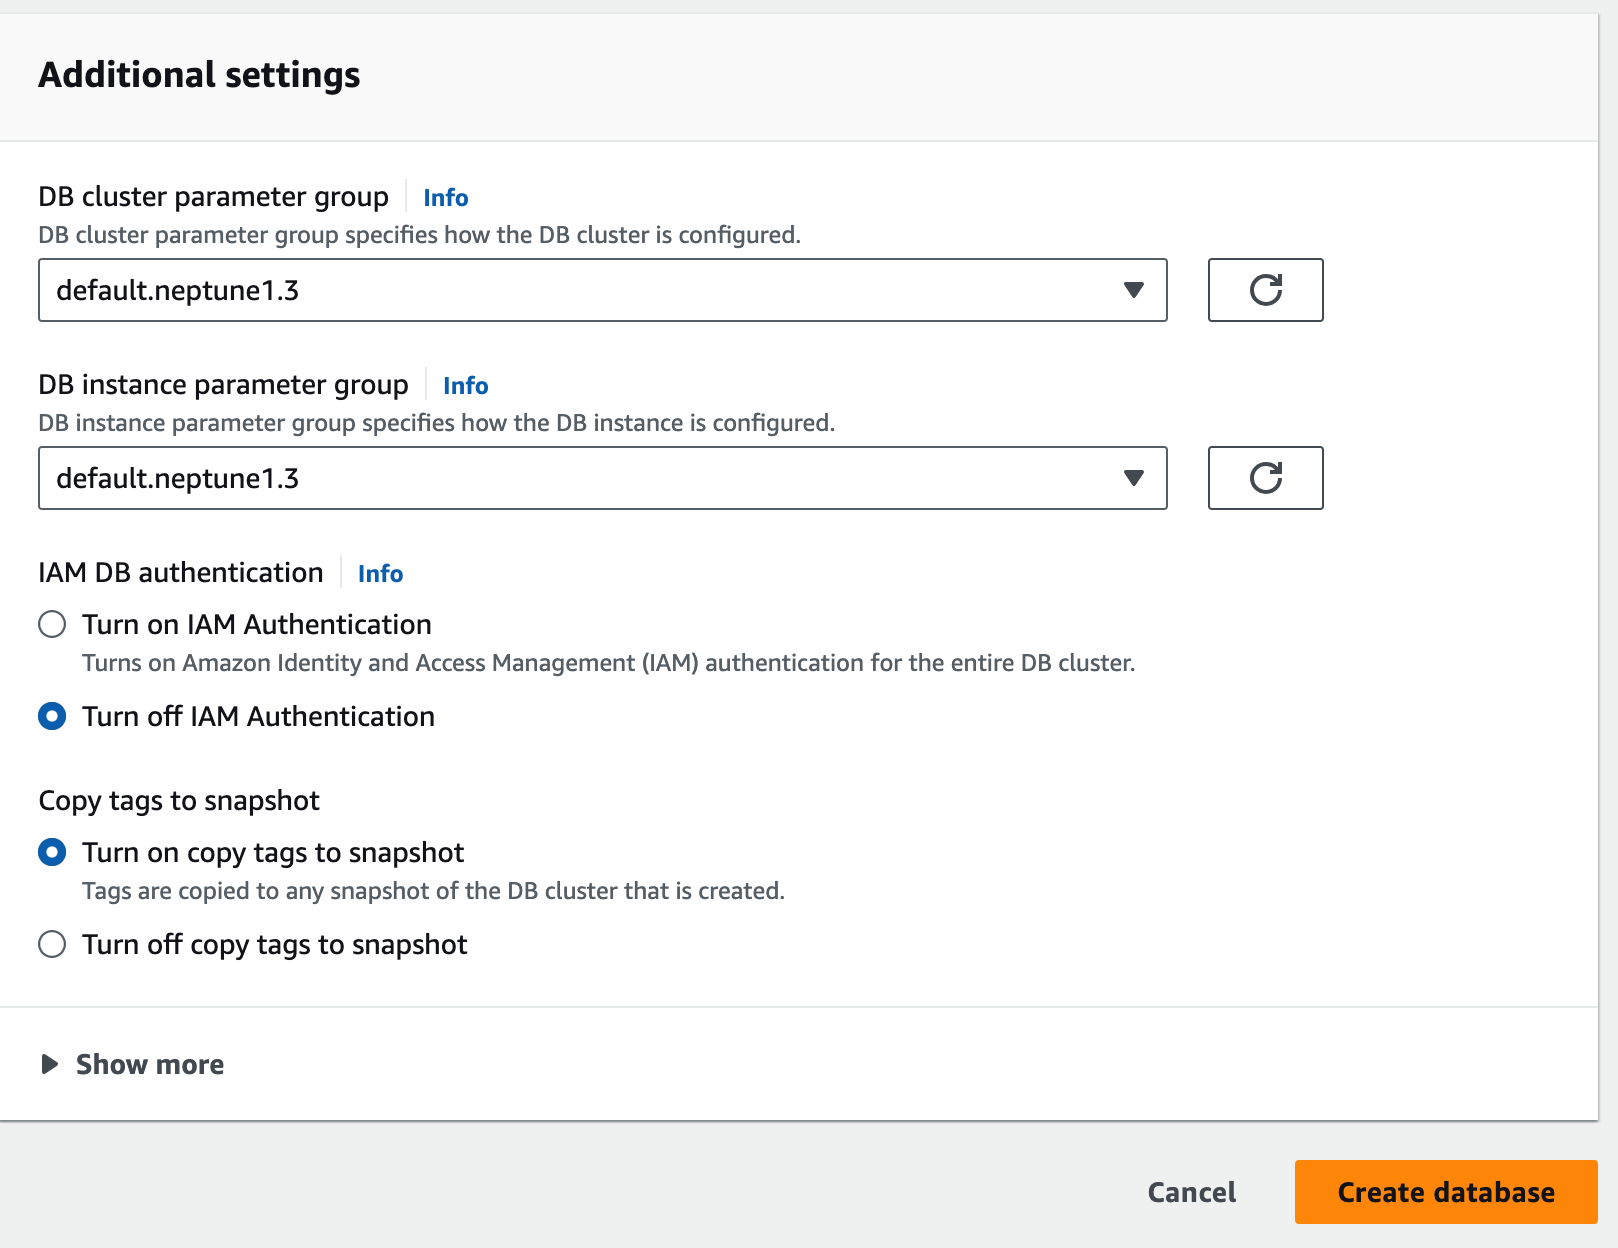 Additional settings
DB cluster parameter group Info
DB cluster parameter group specifies how the DB cluster is configured.
default.neptune1.3
DB instance parameter group Info
DB instance parameter group specifies how the DB instance is configured.
default.neptune1.3
IAM DB authentication Info
Turn on IAM Authentication
Turns on Amazon Identity and Access Management (IAM) authentication for the entire DB cluster.
Turn off IAM Authentication
Copy tags to snapshot
Turn on copy tags to snapshot
Tags are copied to any snapshot of the DB cluster that is created.
Turn off copy tags to snapshot
Show more
Cancel Create database